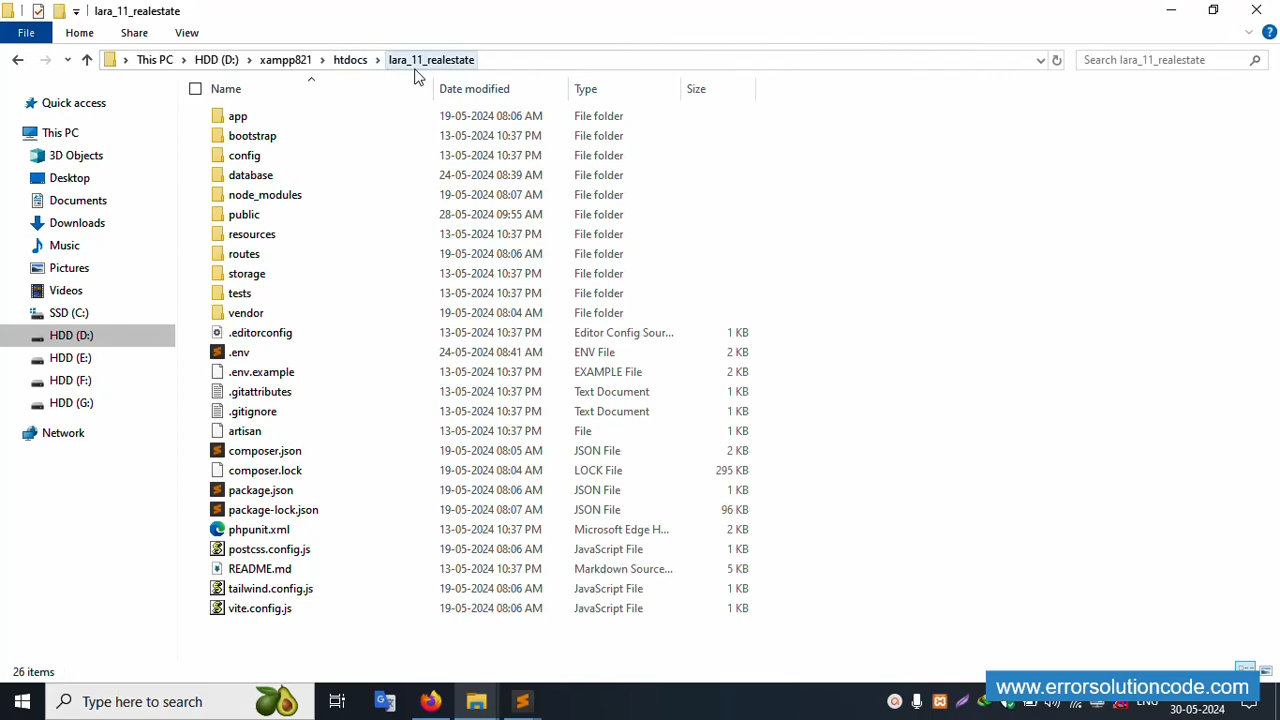 lara_11_realestate
File Home Share View
This PC HDD (D:) xampp821 htdocs lara_11_realestate Search lara_11_realestate
Name Date modified Type Size
Quick access
This PC
3D Objects
Desktop
Documents
Downloads
Music
Pictures
Videos
SSD (C:)
HDD (D:)
HDD (E:)
HDD (F:)
HDD (G:)
Network
app 19-05-2024 08:06 AM File folder
bootstrap 13-05-2024 10:37 PM File folder
config 13-05-2024 10:37 PM File folder
database 24-05-2024 08:39 AM File folder
node_modules 19-05-2024 08:07 AM File folder
public 28-05-2024 09:55 AM File folder
resources 13-05-2024 10:37 PM File folder
routes 19-05-2024 08:06 AM File folder
storage 13-05-2024 10:37 PM File folder
tests 13-05-2024 10:37 PM File folder
vendor 19-05-2024 08:04 AM File folder
.editorconfig 13-05-2024 10:37 PM Editor Config Sour... 1 KB
.env 24-05-2024 08:41 AM ENV File 2 KB
.env.example 13-05-2024 10:37 PM EXAMPLE File 2 KB
.gitattributes 13-05-2024 10:37 PM Text Document 1 KB
.gitignore 13-05-2024 10:37 PM Text Document 1 KB
artisan 13-05-2024 10:37 PM File 1 KB
composer.json 19-05-2024 08:05 AM JSON File 2 KB
composer.lock 19-05-2024 08:04 AM LOCK File 295 KB
package.json 19-05-2024 08:06 AM JSON File 1 KB
package-lock.json 19-05-2024 08:07 AM JSON File 96 KB
phpunit.xml 13-05-2024 10:37 PM Microsoft Edge H... 2 KB
postcss.config.js 19-05-2024 08:06 AM JavaScript File 1 KB
README.md 13-05-2024 10:37 PM Markdown Source... 5 KB
tailwind.config.js 19-05-2024 08:06 AM JavaScript File 1 KB
vite.config.js 19-05-2024 08:06 AM JavaScript File 1 KB
26 items
www.errorsolutioncode.com
Type here to search
30-05-2024